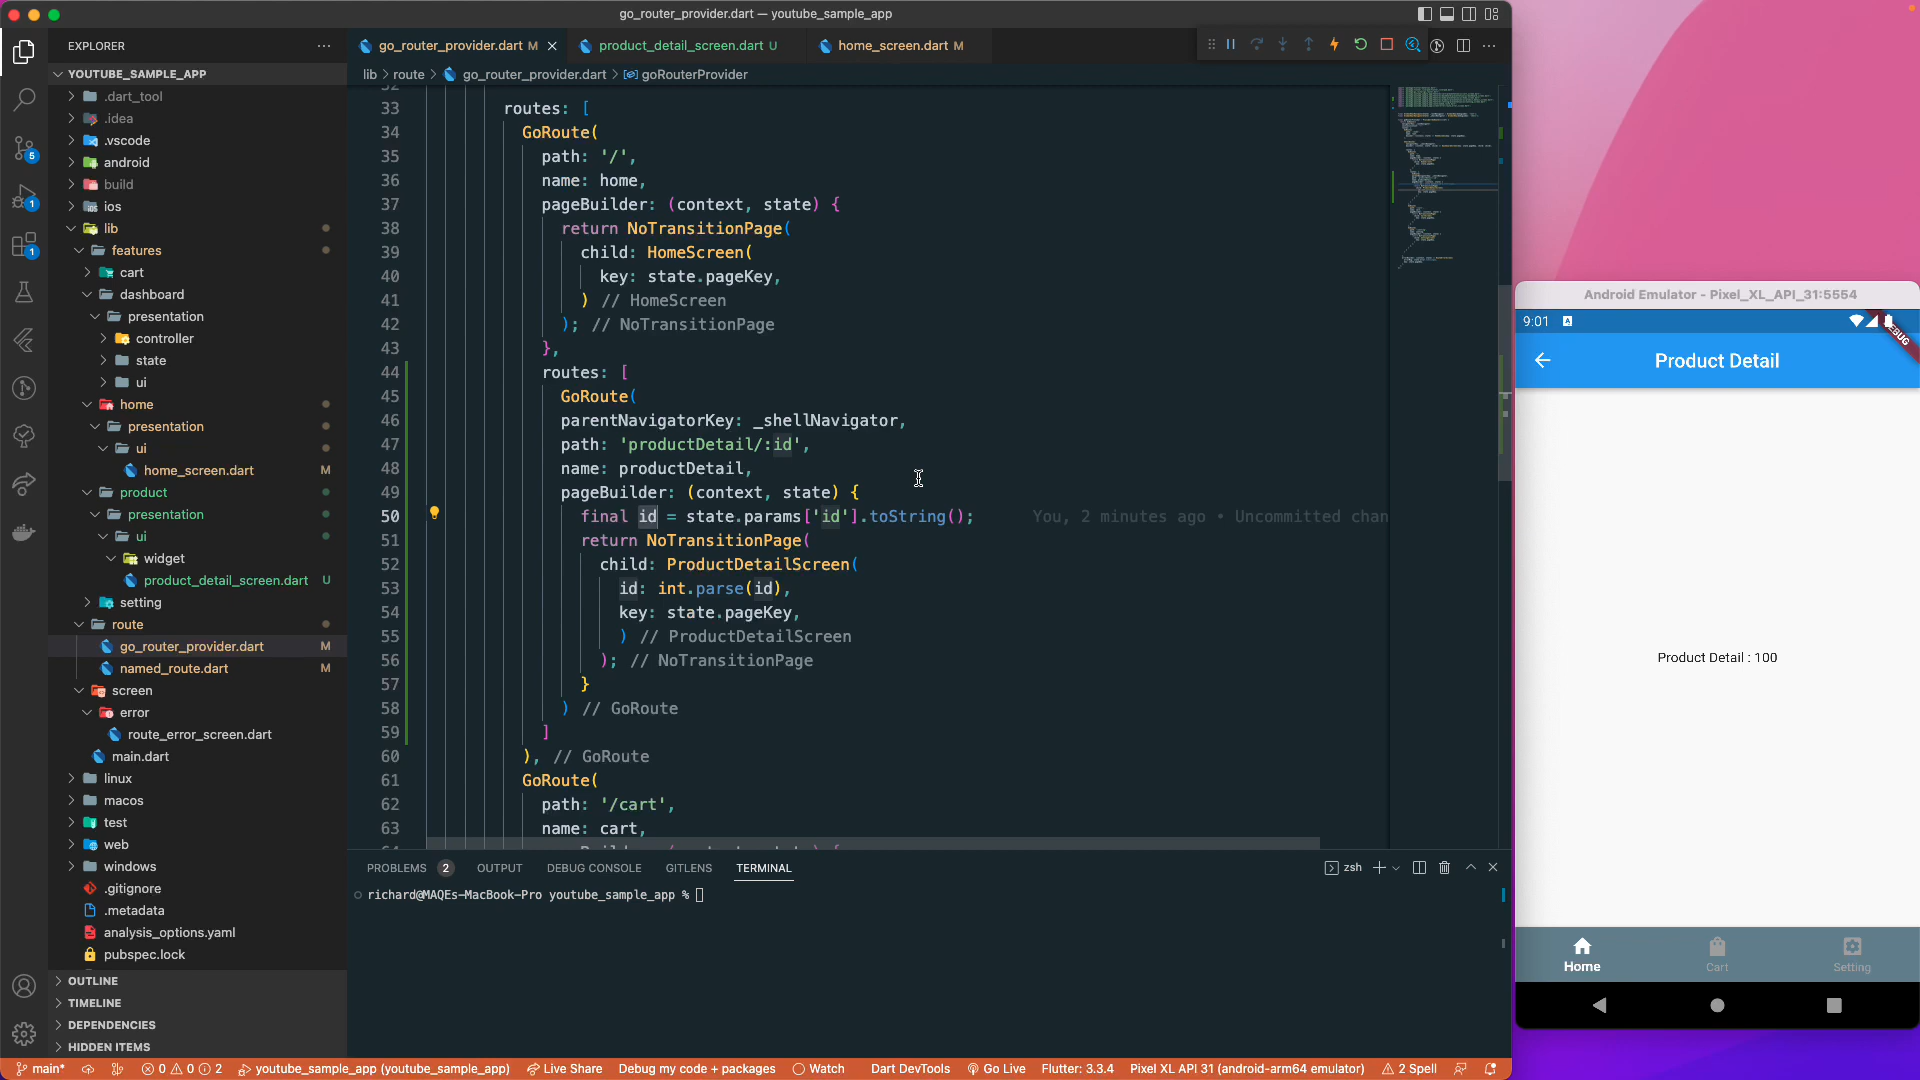 go_router_provider.dart — youtube_sample_app
EXPLORER
go_router_provider.dart M
product_detail_screen.dart U
home_screen.dart M
YOUTUBE_SAMPLE_APP
lib > route > go_router_provider.dart > goRouterProvider
.dart_tool
.idea
.vscode
android
build
ios
lib
features
cart
dashboard
presentation
controller
state
ui
home
presentation
ui
home_screen.dart M
product
presentation
ui
widget
product_detail_screen.dart U
setting
route
go_router_provider.dart M
named_route.dart M
screen
error
route_error_screen.dart
main.dart
linux
macos
test
web
windows
.gitignore
.metadata
analysis_options.yaml
pubspec.lock
OUTLINE
TIMELINE
DEPENDENCIES
HIDDEN ITEMS
5
1
1
32
33 routes: [
34 GoRoute(
35 path: '/',
36 name: home,
37 pageBuilder: (context, state) {
38 return NoTransitionPage(
39 child: HomeScreen(
40 key: state.pageKey,
41 ) // HomeScreen
42 ); // NoTransitionPage
43 },
44 routes: [
45 GoRoute(
46 parentNavigatorKey: _shellNavigator,
47 path: 'productDetail/:id',
48 name: productDetail,
49 pageBuilder: (context, state) {
50 final id = state.params['id'].toString(); You, 2 minutes ago • Uncommitted chan
51 return NoTransitionPage(
52 child: ProductDetailScreen(
53 id: int.parse(id),
54 key: state.pageKey,
55 ) // ProductDetailScreen
56 ); // NoTransitionPage
57 }
58 ) // GoRoute
59 ]
60 ), // GoRoute
61 GoRoute(
62 path: '/cart',
63 name: cart,
PROBLEMS 2 OUTPUT DEBUG CONSOLE GITLENS TERMINAL
zsh
richard@MAQEs-MacBook-Pro youtube_sample_app %
main* 0 0 2 youtube_sample_app (youtube_sample_app) Live Share Debug my code + packages Watch Dart DevTools Go Live Flutter: 3.3.4 Pixel XL API 31 (android-arm64 emulator) 2 Spell
Android Emulator - Pixel_XL_API_31:5554
9:01 A
DEBUG
Product Detail
Product Detail : 100
Home
Cart
Setting